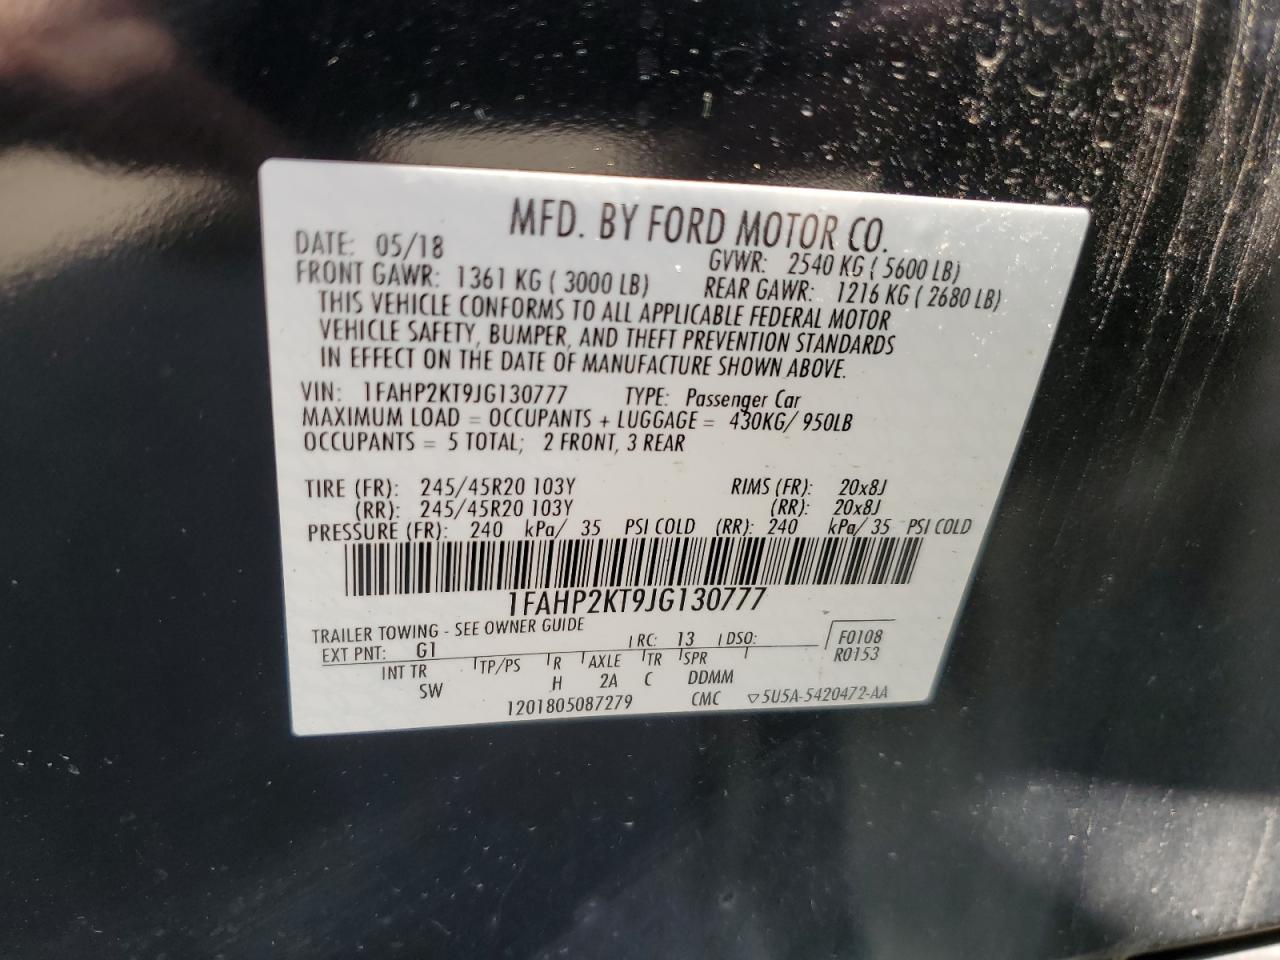 MFD. BY FORD MOTOR CO.
DATE: 05/18 GVWR: 2540 KG ( 5600 LB)
FRONT GAWR: 1361 KG ( 3000 LB) REAR GAWR: 1216 KG ( 2680 LB)
THIS VEHICLE CONFORMS TO ALL APPLICABLE FEDERAL MOTOR
VEHICLE SAFETY, BUMPER, AND THEFT PREVENTION STANDARDS
IN EFFECT ON THE DATE OF MANUFACTURE SHOWN ABOVE.
VIN: 1FAHP2KT9JG130777 TYPE: Passenger Car
MAXIMUM LOAD = OCCUPANTS + LUGGAGE = 430KG/ 950LB
OCCUPANTS = 5 TOTAL; 2 FRONT, 3 REAR
TIRE (FR): 245/45R20 103Y RIMS (FR): 20x8J
(RR): 245/45R20 103Y (RR): 20x8J
PRESSURE (FR): 240 kPa/ 35 PSI COLD (RR): 240 kPa/ 35 PSI COLD
1FAHP2KT9JG130777
TRAILER TOWING - SEE OWNER GUIDE
EXT PNT: G1 RC: 13 DSO: F0108
R0153
INT TR TP/PS R AXLE TR SPR
SW H 2A C DDMM
1201805087279 CMC ▽5U5A-5420472-AA